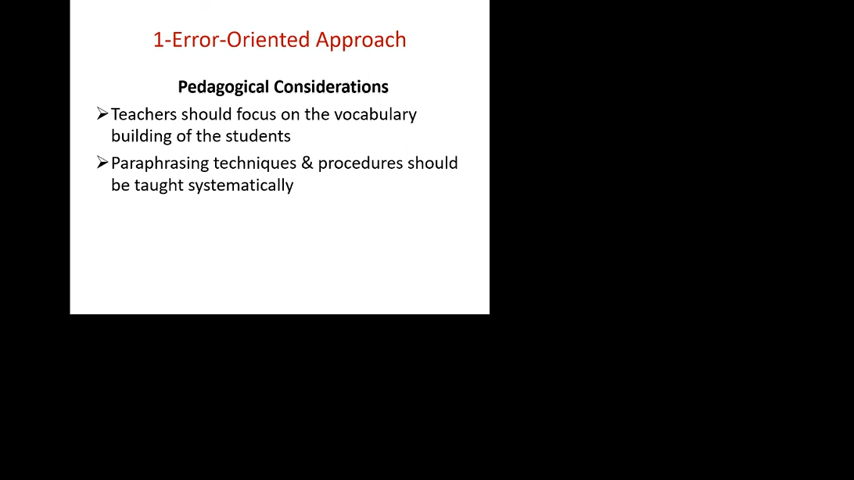 1-Error-Oriented Approach
Pedagogical Considerations
➢Teachers should focus on the vocabulary
building of the students
➢Paraphrasing techniques & procedures should
be taught systematically